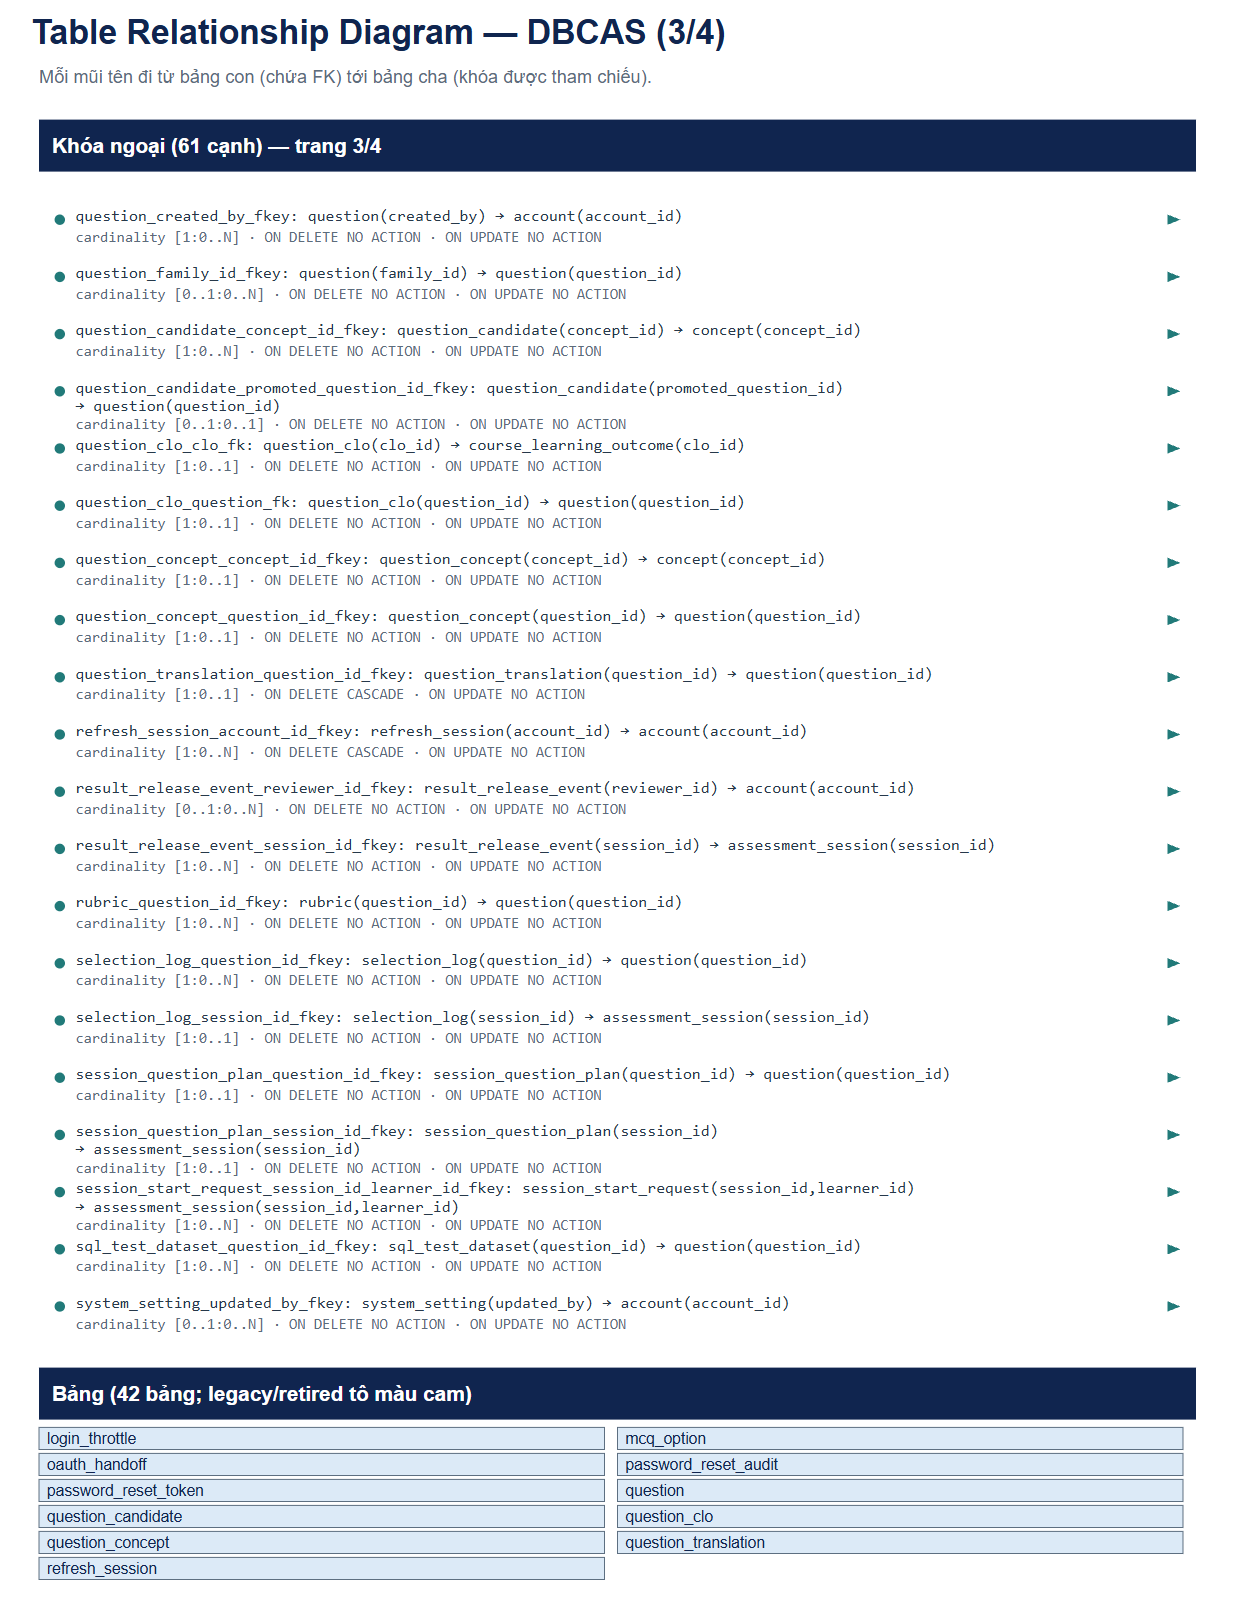 Table Relationship Diagram — DBCAS (3/4)
Mỗi mũi tên đi từ bảng con (chứa FK) tới bảng cha (khóa được tham chiếu).
Khóa ngoại (61 cạnh) — trang 3/4
question_created_by_fkey: question(created_by) → account(account_id)
cardinality [1:0..N] · ON DELETE NO ACTION · ON UPDATE NO ACTION
question_family_id_fkey: question(family_id) → question(question_id)
cardinality [0..1:0..N] · ON DELETE NO ACTION · ON UPDATE NO ACTION
question_candidate_concept_id_fkey: question_candidate(concept_id) → concept(concept_id)
cardinality [1:0..N] · ON DELETE NO ACTION · ON UPDATE NO ACTION
question_candidate_promoted_question_id_fkey: question_candidate(promoted_question_id)
→ question(question_id)
cardinality [0..1:0..1] · ON DELETE NO ACTION · ON UPDATE NO ACTION
question_clo_clo_fk: question_clo(clo_id) → course_learning_outcome(clo_id)
cardinality [1:0..1] · ON DELETE NO ACTION · ON UPDATE NO ACTION
question_clo_question_fk: question_clo(question_id) → question(question_id)
cardinality [1:0..1] · ON DELETE NO ACTION · ON UPDATE NO ACTION
question_concept_concept_id_fkey: question_concept(concept_id) → concept(concept_id)
cardinality [1:0..1] · ON DELETE NO ACTION · ON UPDATE NO ACTION
question_concept_question_id_fkey: question_concept(question_id) → question(question_id)
cardinality [1:0..1] · ON DELETE NO ACTION · ON UPDATE NO ACTION
question_translation_question_id_fkey: question_translation(question_id) → question(question_id)
cardinality [1:0..1] · ON DELETE CASCADE · ON UPDATE NO ACTION
refresh_session_account_id_fkey: refresh_session(account_id) → account(account_id)
cardinality [1:0..N] · ON DELETE CASCADE · ON UPDATE NO ACTION
result_release_event_reviewer_id_fkey: result_release_event(reviewer_id) → account(account_id)
cardinality [0..1:0..N] · ON DELETE NO ACTION · ON UPDATE NO ACTION
result_release_event_session_id_fkey: result_release_event(session_id) → assessment_session(session_id)
cardinality [1:0..N] · ON DELETE NO ACTION · ON UPDATE NO ACTION
rubric_question_id_fkey: rubric(question_id) → question(question_id)
cardinality [1:0..N] · ON DELETE NO ACTION · ON UPDATE NO ACTION
selection_log_question_id_fkey: selection_log(question_id) → question(question_id)
cardinality [1:0..N] · ON DELETE NO ACTION · ON UPDATE NO ACTION
selection_log_session_id_fkey: selection_log(session_id) → assessment_session(session_id)
cardinality [1:0..1] · ON DELETE NO ACTION · ON UPDATE NO ACTION
session_question_plan_question_id_fkey: session_question_plan(question_id) → question(question_id)
cardinality [1:0..1] · ON DELETE NO ACTION · ON UPDATE NO ACTION
session_question_plan_session_id_fkey: session_question_plan(session_id)
→ assessment_session(session_id)
cardinality [1:0..1] · ON DELETE NO ACTION · ON UPDATE NO ACTION
session_start_request_session_id_learner_id_fkey: session_start_request(session_id,learner_id)
→ assessment_session(session_id,learner_id)
cardinality [1:0..N] · ON DELETE NO ACTION · ON UPDATE NO ACTION
sql_test_dataset_question_id_fkey: sql_test_dataset(question_id) → question(question_id)
cardinality [1:0..N] · ON DELETE NO ACTION · ON UPDATE NO ACTION
system_setting_updated_by_fkey: system_setting(updated_by) → account(account_id)
cardinality [0..1:0..N] · ON DELETE NO ACTION · ON UPDATE NO ACTION
Bảng (42 bảng; legacy/retired tô màu cam)
login_throttle
mcq_option
oauth_handoff
password_reset_audit
password_reset_token
question
question_candidate
question_clo
question_concept
question_translation
refresh_session